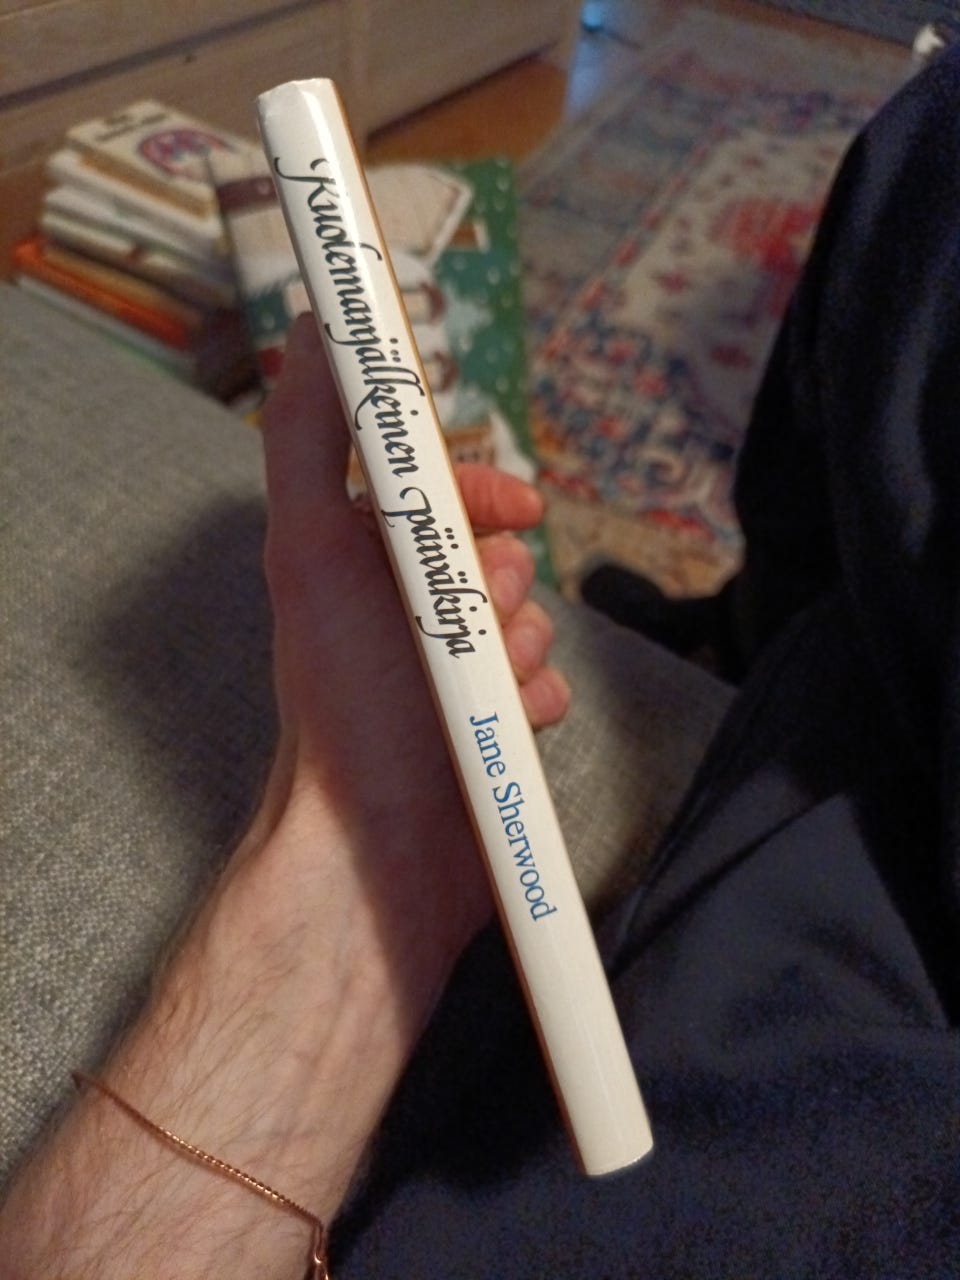 Kuolemanjälkeinen päiväkirja
Jane Sherwood